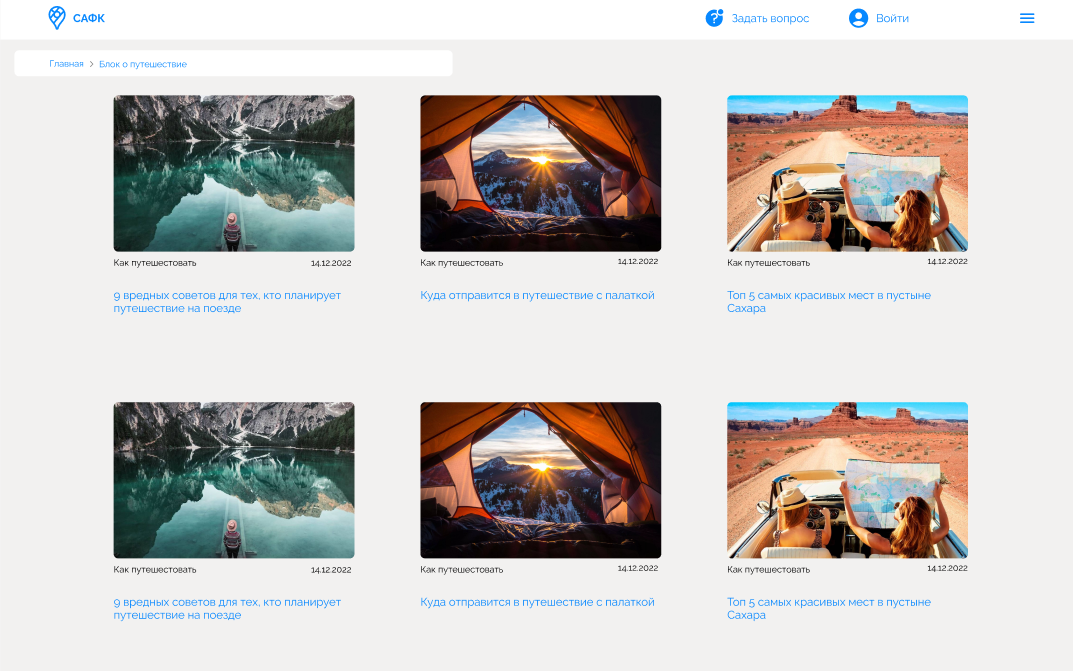 САФК
Задать вопрос
Войти
Главная > Блок о путешествие
Как путешестовать 14.12.2022
Как путешестовать 14.12.2022
Как путешестовать 14.12.2022
9 вредных советов для тех, кто планирует
путешествие на поезде
Куда отправится в путешествие с палаткой
Топ 5 самых красивых мест в пустыне
Сахара
Как путешестовать 14.12.2022
Как путешестовать 14.12.2022
Как путешестовать 14.12.2022
9 вредных советов для тех, кто планирует
путешествие на поезде
Куда отправится в путешествие с палаткой
Топ 5 самых красивых мест в пустыне
Сахара